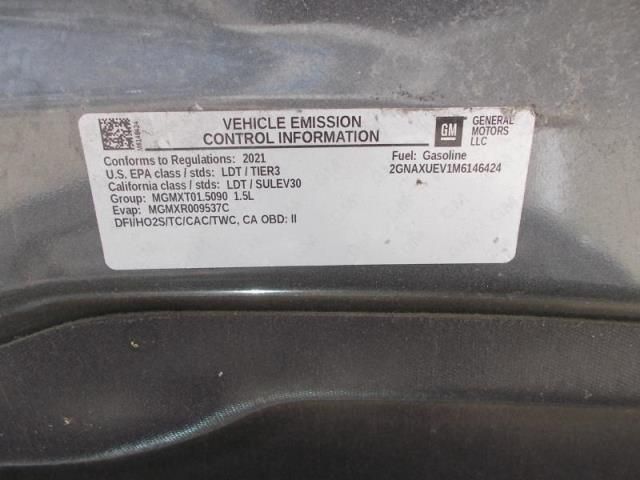 VEHICLE EMISSION
CONTROL INFORMATION
GM
GENERAL
MOTORS
LLC
Conforms to Regulations: 2021
Fuel: Gasoline
U.S. EPA class / stds: LDT / TIER3
2GNAXUEV1M6146424
California class / stds: LDT / SULEV30
Group: MGMXT01.5090 1.5L
Evap: MGMXR009537C
DFI/HO2S/TC/CAC/TWC, CA OBD: II